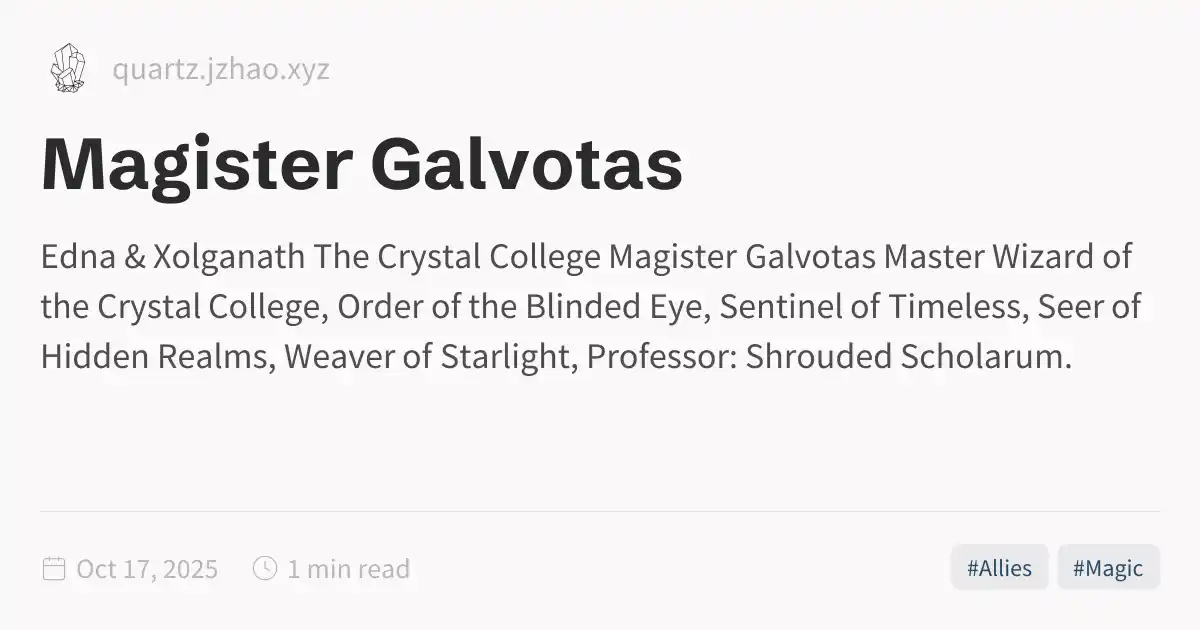 quartz.jzhao.xyz
Magister Galvotas
Edna & Xolganath The Crystal College Magister Galvotas Master Wizard of
the Crystal College, Order of the Blinded Eye, Sentinel of Timeless, Seer of
Hidden Realms, Weaver of Starlight, Professor: Shrouded Scholarum.
Oct 17, 2025 1 min read #Allies #Magic